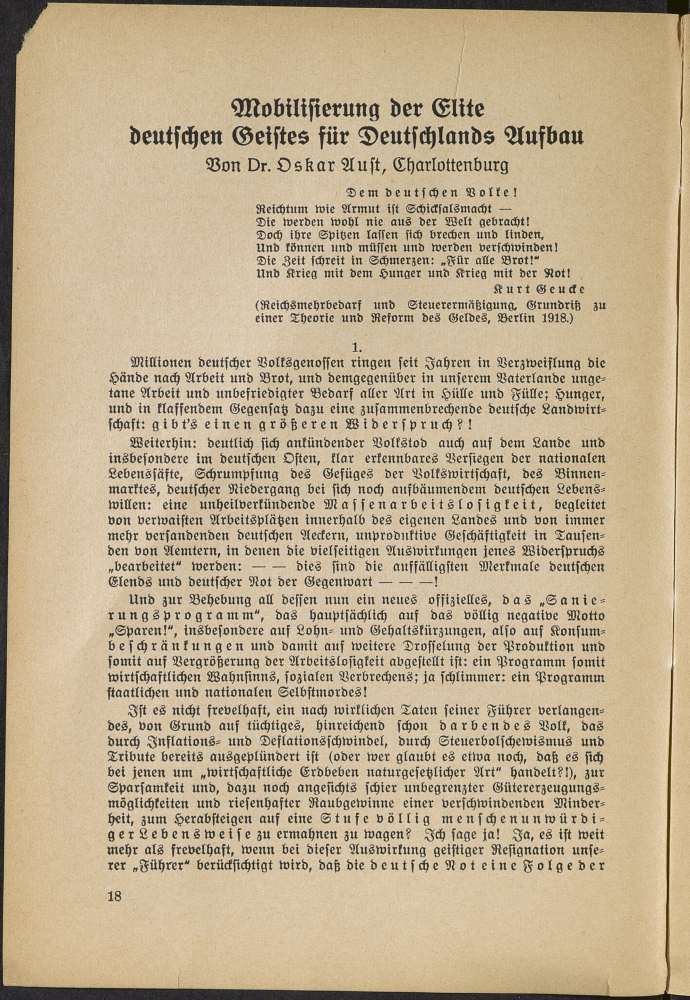 Mobilisierung der Elite
deutschen Geistes für Deutschlands Aufbau
Von Dr. Oskar Aust, Charlottenburg
Dem deutschen Volke!
Reichtum wie Armut ist Schicksalsmacht —
Die werden wohl nie aus der Welt gebracht!
Doch ihre Spitzen lassen sich brechen und linden,
Und können und müssen und werden verschwinden!
Die Zeit schreit in Schmerzen: „Für alle Brot!“
Und Krieg mit dem Hunger und Krieg mit der Not!
Kurt Geucke
(Reichsmehrbedarf und Steuerermäßigung, Grundriß zu
einer Theorie und Reform des Geldes, Berlin 1918.)
1.
Millionen deutscher Volksgenossen ringen seit Jahren in Verzweiflung die
Hände nach Arbeit und Brot, und demgegenüber in unserem Vaterlande unge-
tane Arbeit und unbefriedigter Bedarf aller Art in Hülle und Fülle; Hunger,
und in klaffendem Gegensatz dazu eine zusammenbrechende deutsche Landwirt-
schaft: gibt's einen größeren Widerspruch?!
Weiterhin: deutlich sich ankündender Volkstod auch auf dem Lande und
insbesondere im deutschen Osten, klar erkennbares Versiegen der nationalen
Lebenssäfte, Schrumpfung des Gefüges der Volkswirtschaft, des Binnen-
marktes, deutscher Niedergang bei sich noch aufbäumendem deutschen Lebens-
willen: eine unheilverkündende Massenarbeitslosigkeit, begleitet
von verwaisten Arbeitsplätzen innerhalb des eigenen Landes und von immer
mehr versandenden deutschen Aeckern, unproduktive Geschäftigkeit in Tausen-
den von Aemtern, in denen die vielseitigen Auswirkungen jenes Widerspruchs
„bearbeitet“ werden: — — dies sind die auffälligsten Merkmale deutschen
Elends und deutscher Not der Gegenwart — — —!
Und zur Behebung all dessen nun ein neues offizielles, das „Sanie-
rungsprogramm“, das hauptsächlich auf das völlig negative Motto
„Sparen!“, insbesondere auf Lohn- und Gehaltskürzungen, also auf Konsum-
beschränkungen und damit auf weitere Drosselung der Produktion und
somit auf Vergrößerung der Arbeitslosigkeit abgestellt ist: ein Programm somit
wirtschaftlichen Wahnsinns, sozialen Verbrechens; ja schlimmer: ein Programm
staatlichen und nationalen Selbstmordes!
Ist es nicht frevelhaft, ein nach wirklichen Taten seiner Führer verlangen-
des, von Grund auf tüchtiges, hinreichend schon darbendes Volk, das
durch Inflations- und Deflationsschwindel, durch Steuerbolschewismus und
Tribute bereits ausgeplündert ist (oder wer glaubt es etwa noch, daß es sich
bei jenen um „wirtschaftliche Erdbeben naturgesetzlicher Art“ handelt?!), zur
Sparsamkeit und, dazu noch angesichts schier unbegrenzter Gütererzeugungs-
möglichkeiten und riesenhafter Raubgewinne einer verschwindenden Minder-
heit, zum Herabsteigen auf eine Stufe völlig menschenunwürdi-
ger Lebensweise zu ermahnen zu wagen? Ich sage ja! Ja, es ist weit
mehr als frevelhaft, wenn bei dieser Auswirkung geistiger Resignation unse-
rer „Führer“ berücksichtigt wird, daß die deutsche Not eine Folge der
18